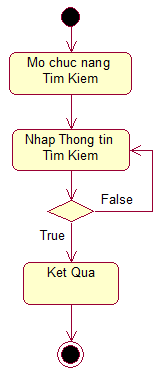 Mo chuc nang
Tim Kiem
Nhap Thong tin
Tim Kiem
False
True
Ket Qua